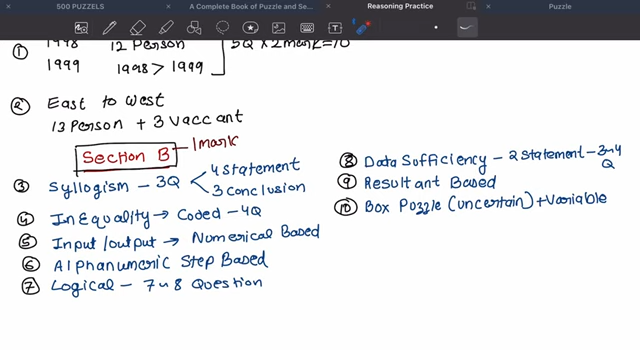 500 PUZZELS
A Complete Book of Puzzle and Se...
Reasoning Practice
Puzzle
① 1998 12 Person 5Q x 2 mark = 10
1999 1998 > 1999
② East to West
13 Person + 3 Vaccant
Section B - 1 mark
③ Syllogism - 3Q 4 statement
3 conclusion
④ InEquality → Coded - 4Q
⑤ Input/output → Numerical Based
⑥ Alphanumeric Step Based
⑦ Logical - 7 ~ 8 Question
⑧ Data Sufficiency - 2 Statement - 3~4
Q
⑨ Resultant Based
⑩ Box Puzzle (uncertain) + Variable